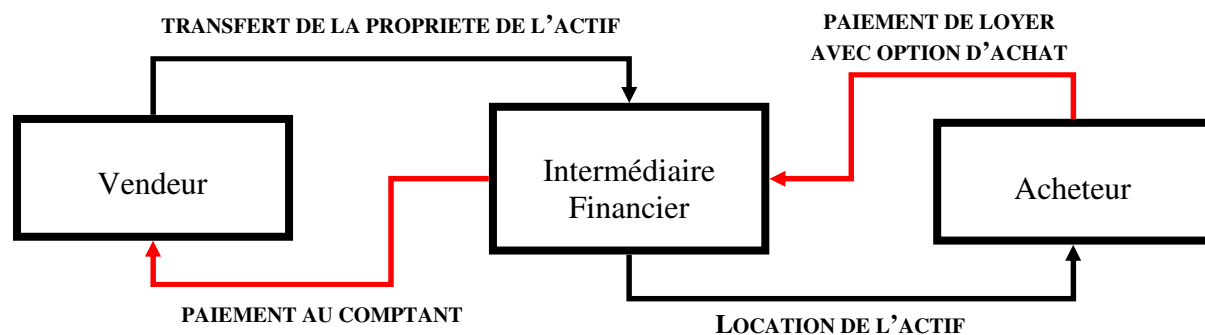 TRANSFERT DE LA PROPRIETE DE L’ACTIF
PAIEMENT DE LOYER
AVEC OPTION D’ACHAT
Vendeur
Intermédiaire
Financier
Acheteur
PAIEMENT AU COMPTANT
LOCATION DE L’ACTIF